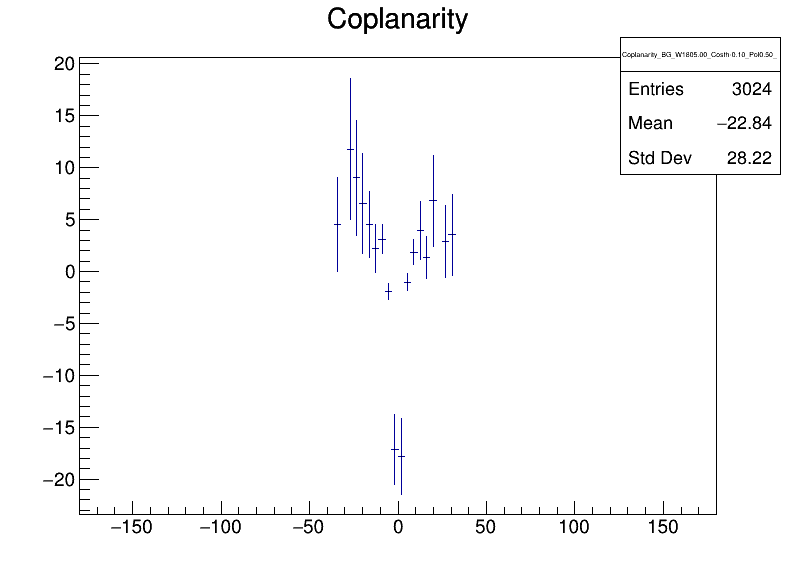 Coplanarity
Coplanarity_BG_W1805.00_Costh-0.10_Pol0.50_
Entries 3024
Mean −22.84
Std Dev 28.22
20
15
10
5
0
−5
−10
−15
−20
−150 −100 −50 0 50 100 150